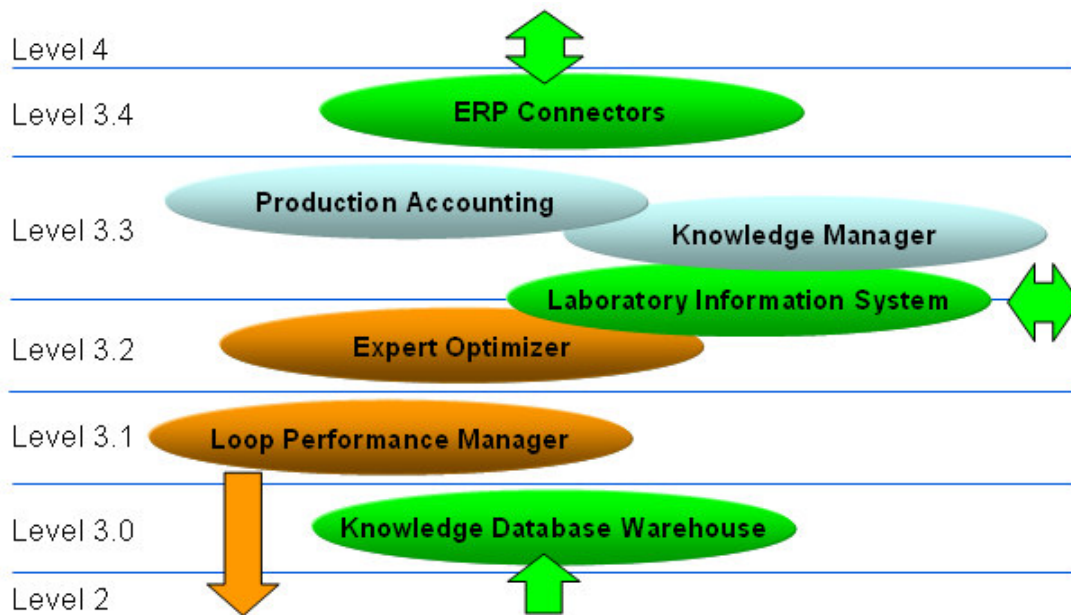 Level 4
Level 3.4
ERP Connectors
Level 3.3
Production Accounting
Knowledge Manager
Laboratory Information System
Level 3.2
Expert Optimizer
Level 3.1
Loop Performance Manager
Level 3.0
Knowledge Database Warehouse
Level 2